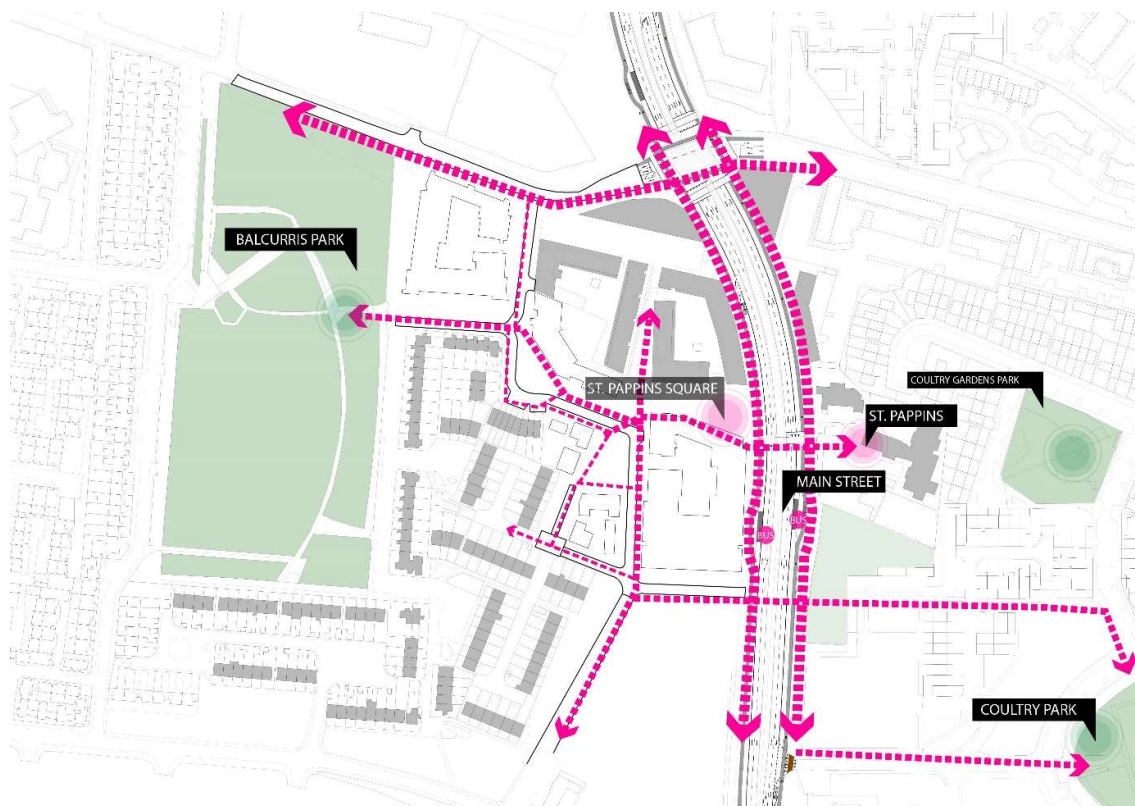 BALCURRIS PARK
ST. PAPPINS SQUARE
COULTRY GARDENS PARK
ST. PAPPINS
MAIN STREET
BUS
BUS
COULTRY PARK